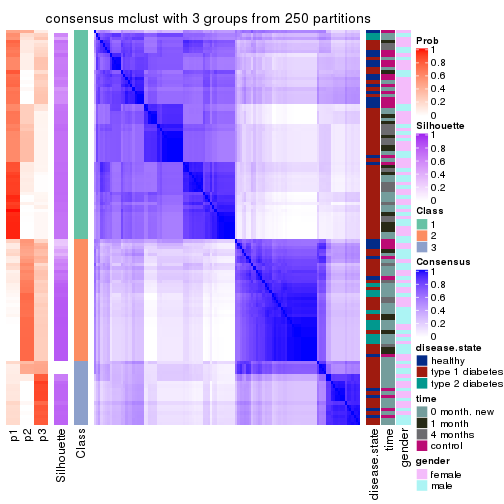 consensus mclust with 3 groups from 250 partitions
p1
p2
p3
Silhouette
Class
disease.state
time
gender
Prob
1
0.8
0.6
0.4
0.2
0
Silhouette
1
0.8
0.6
0.4
0.2
0
Class
1
2
3
Consensus
1
0.8
0.6
0.4
0.2
0
disease.state
healthy
type 1 diabetes
type 2 diabetes
time
0 month, new
1 month
4 months
control
gender
female
male